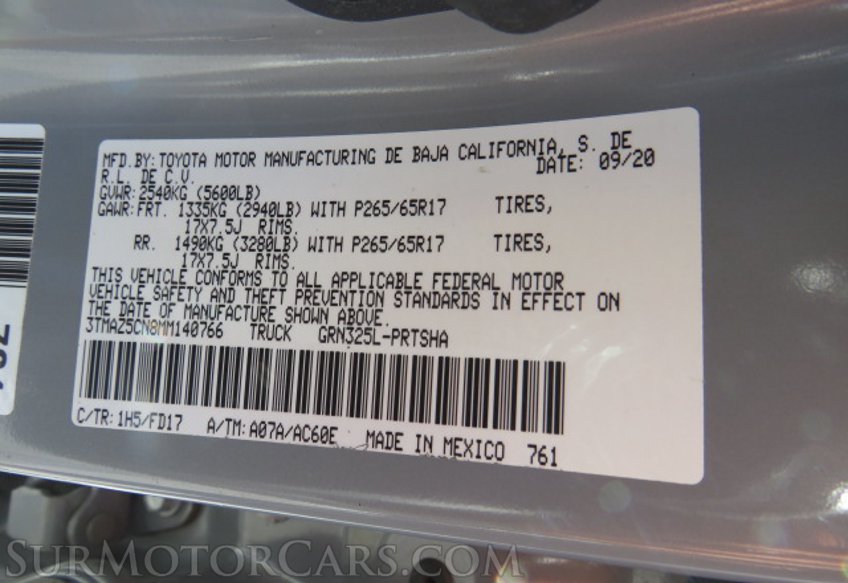 MFD.BY: TOYOTA MOTOR MANUFACTURING DE BAJA CALIFORNIA, S. DE
R.L. DE C.V. DATE: 09/20
GVWR: 2540KG (5600LB)
GAWR: FRT. 1335KG (2940LB) WITH P265/65R17 TIRES,
17X7.5J RIMS.
RR. 1490KG (3280LB) WITH P265/65R17 TIRES,
17X7.5J RIMS.
THIS VEHICLE CONFORMS TO ALL APPLICABLE FEDERAL MOTOR
VEHICLE SAFETY AND THEFT PREVENTION STANDARDS IN EFFECT ON
THE DATE OF MANUFACTURE SHOWN ABOVE.
3TMAZ5CN8MM140766 TRUCK GRN325L-PRTSHA
C/TR: 1H5/FD17 A/TM: A07A/AC60E MADE IN MEXICO 761
SURMOTORCARS.COM